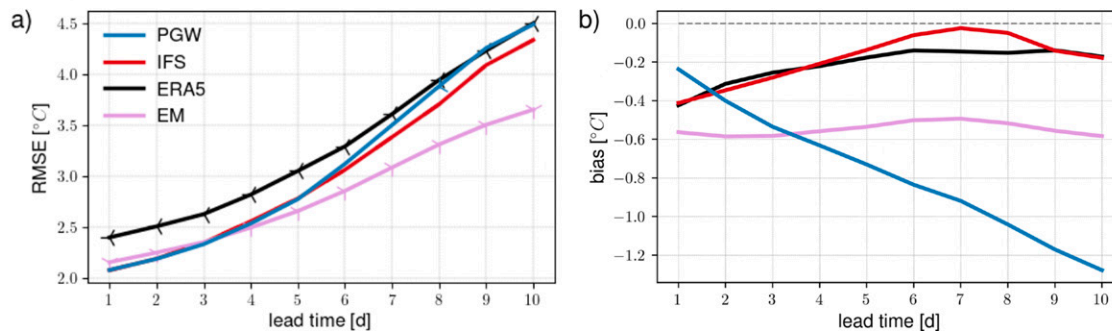 a)
PGW
IFS
ERA5
EM
RMSE [°C]
4.5
4.0
3.5
3.0
2.5
2.0
1 2 3 4 5 6 7 8 9 10
lead time [d]
b)
bias [°C]
0.0
−0.2
−0.4
−0.6
−0.8
−1.0
−1.2
1 2 3 4 5 6 7 8 9 10
lead time [d]